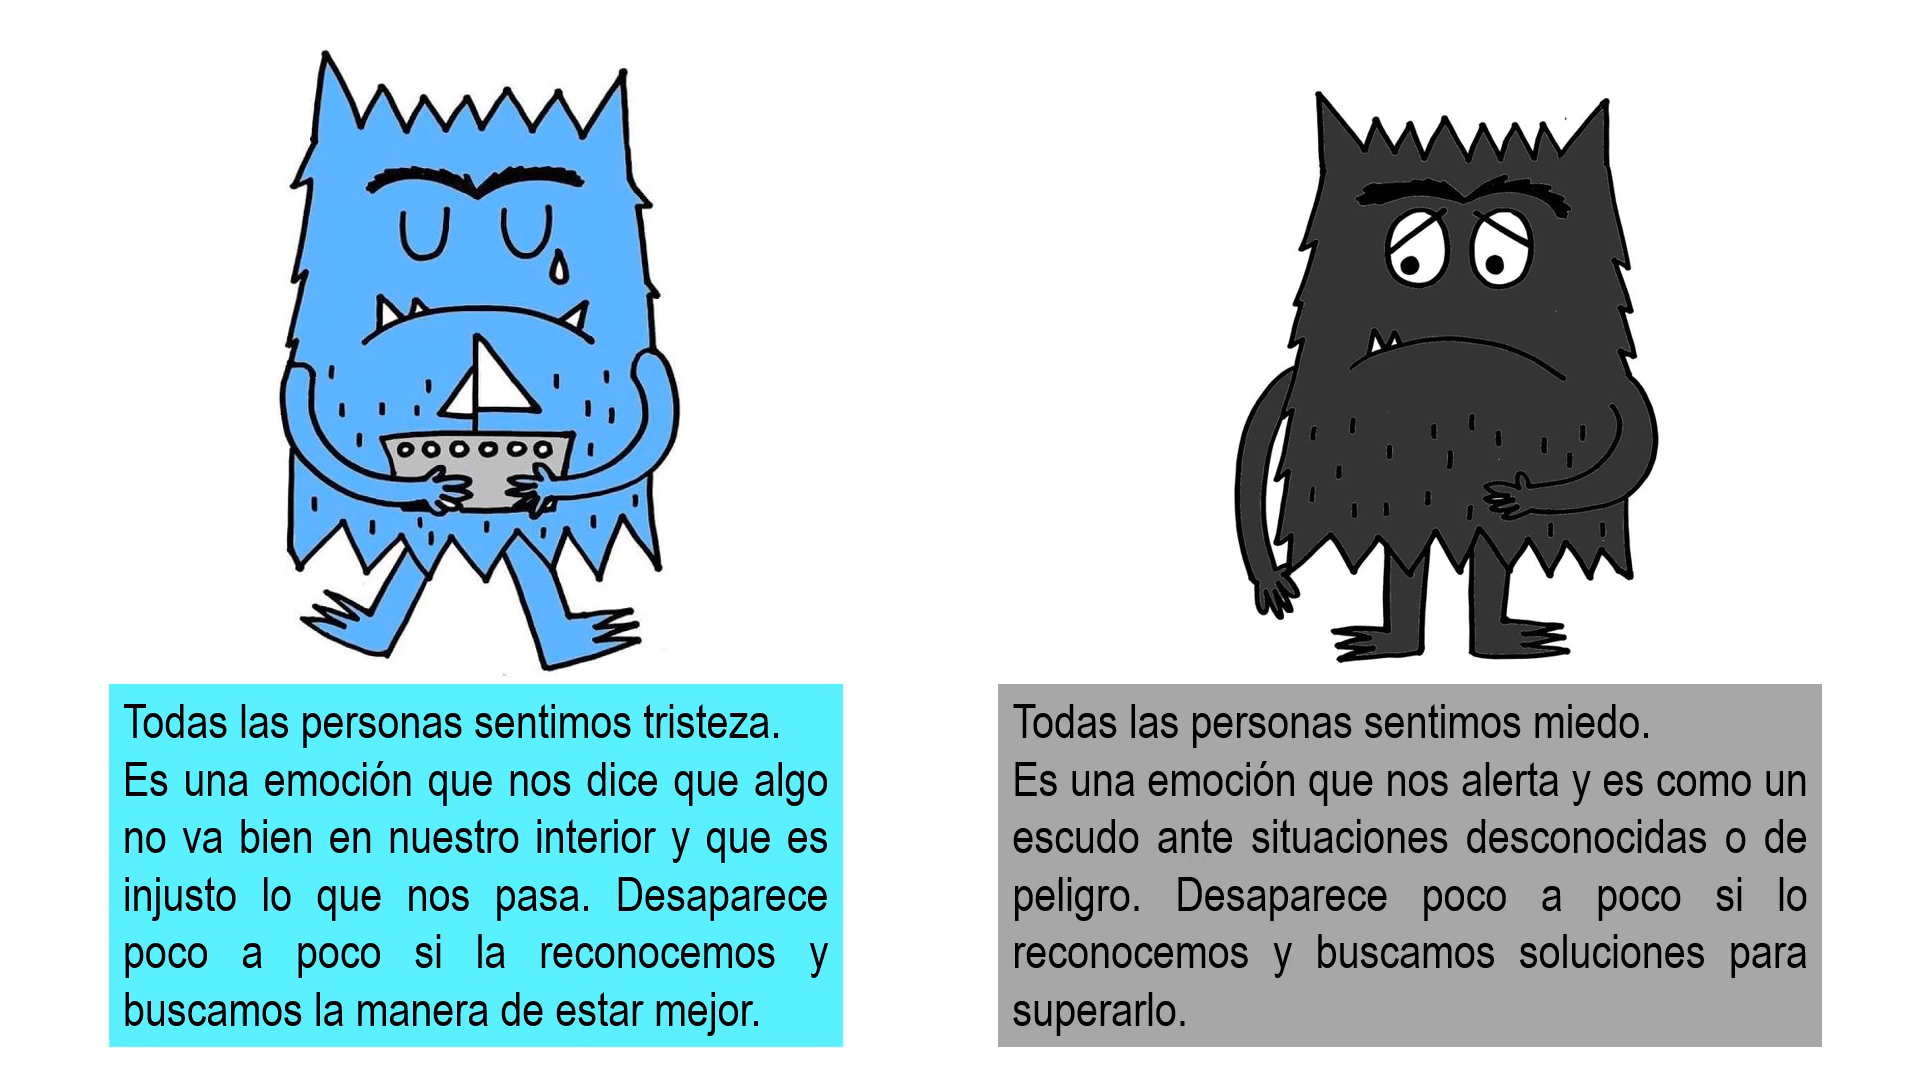 Todas las personas sentimos tristeza.
Es una emoción que nos dice que algo
no va bien en nuestro interior y que es
injusto lo que nos pasa. Desaparece
poco a poco si la reconocemos y
buscamos la manera de estar mejor.
Todas las personas sentimos miedo.
Es una emoción que nos alerta y es como un
escudo ante situaciones desconocidas o de
peligro. Desaparece poco a poco si lo
reconocemos y buscamos soluciones para
superarlo.